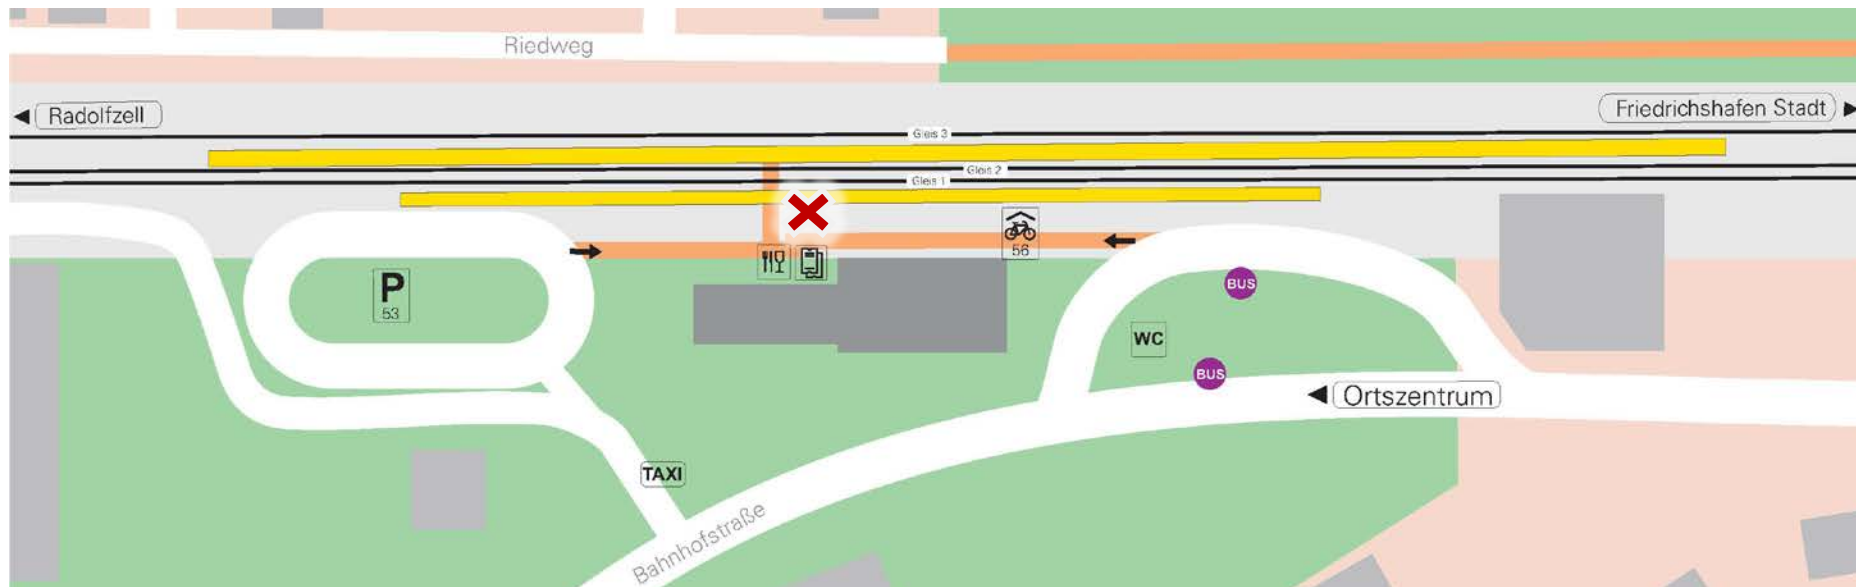 Riedweg
Radolfzell
Friedrichshafen Stadt
Gleis 3
Gleis 2
Gleis 1
56
P
53
BUS
WC
BUS
Ortszentrum
TAXI
Bahnhofstraße